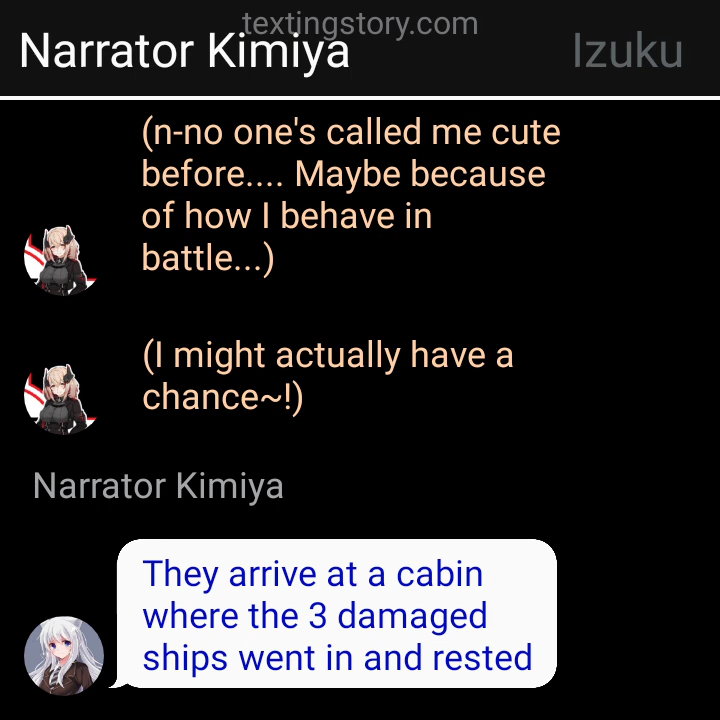 textingstory.com
Narrator Kimiya
Izuku
(n-no one's called me cute
before.... Maybe because
of how I behave in
battle...)
(I might actually have a
chance~!)
Narrator Kimiya
They arrive at a cabin
where the 3 damaged
ships went in and rested